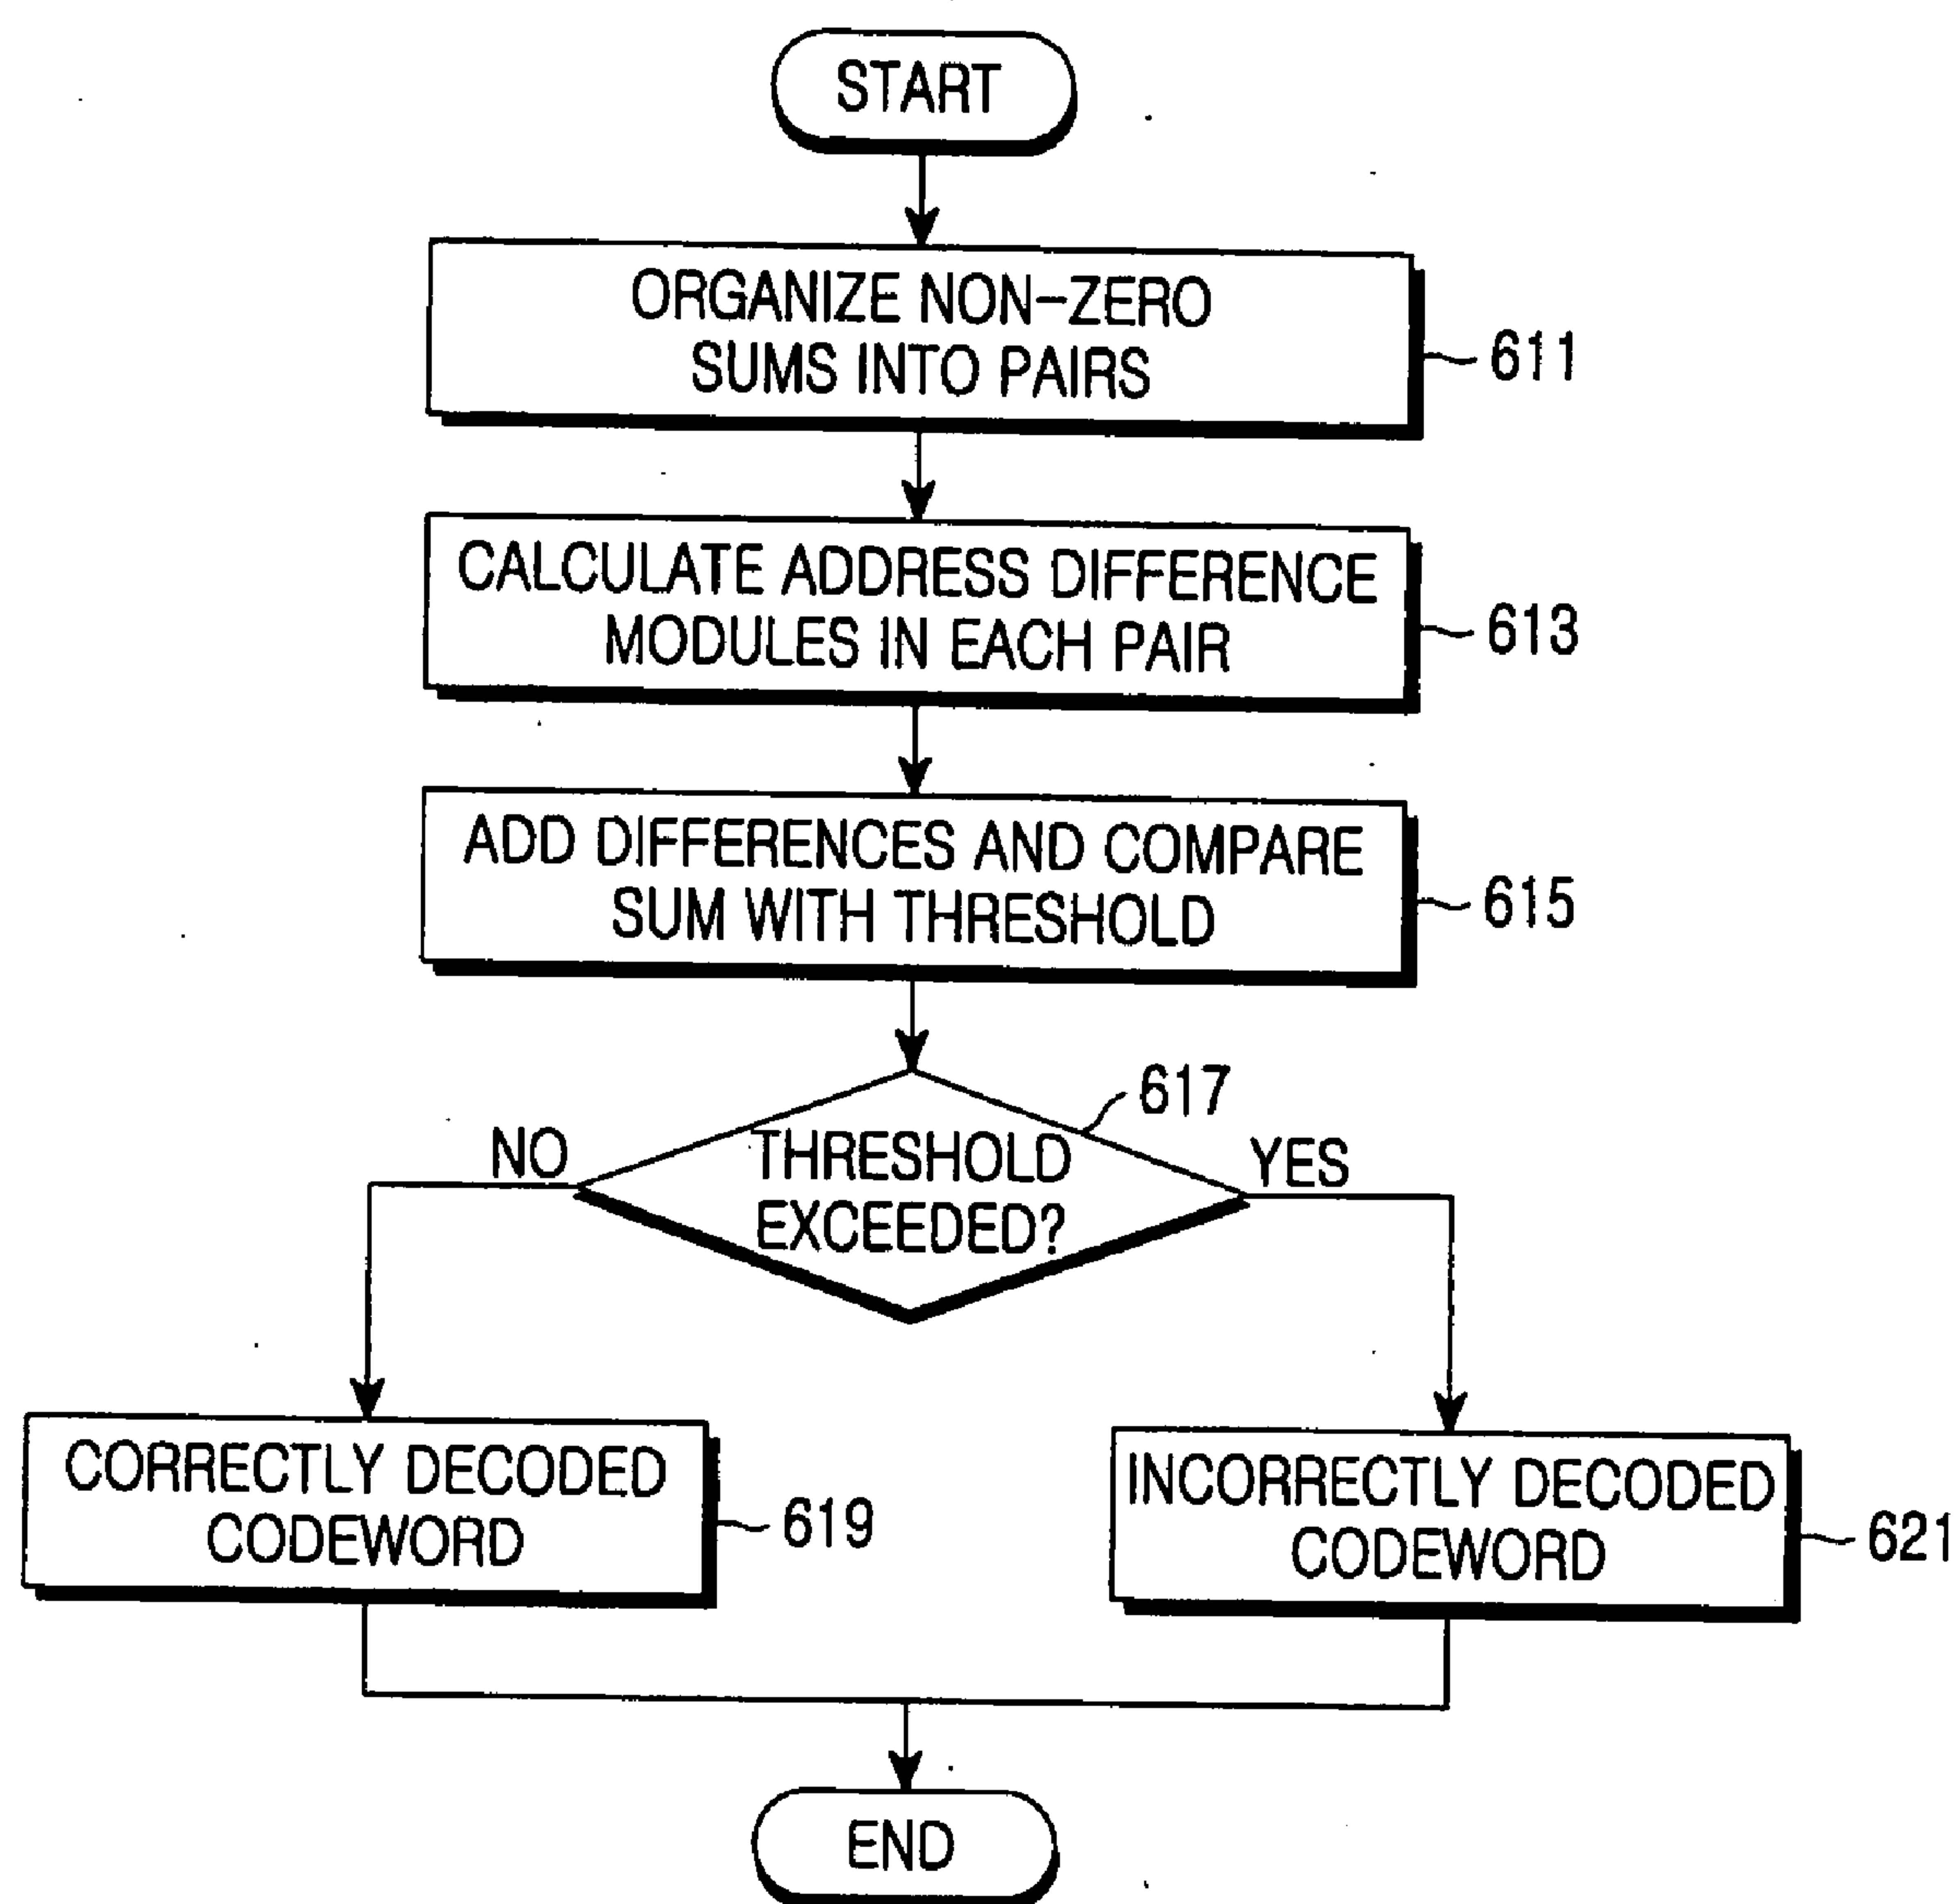 START
ORGANIZE NON-ZERO
SUMS INTO PAIRS
611
CALCULATE ADDRESS DIFFERENCE
MODULES IN EACH PAIR
613
ADD DIFFERENCES AND COMPARE
SUM WITH THRESHOLD
615
617
NO
THRESHOLD
EXCEEDED?
YES
CORRECTLY DECODED
CODEWORD
619
INCORRECTLY DECODED
CODEWORD
621
END